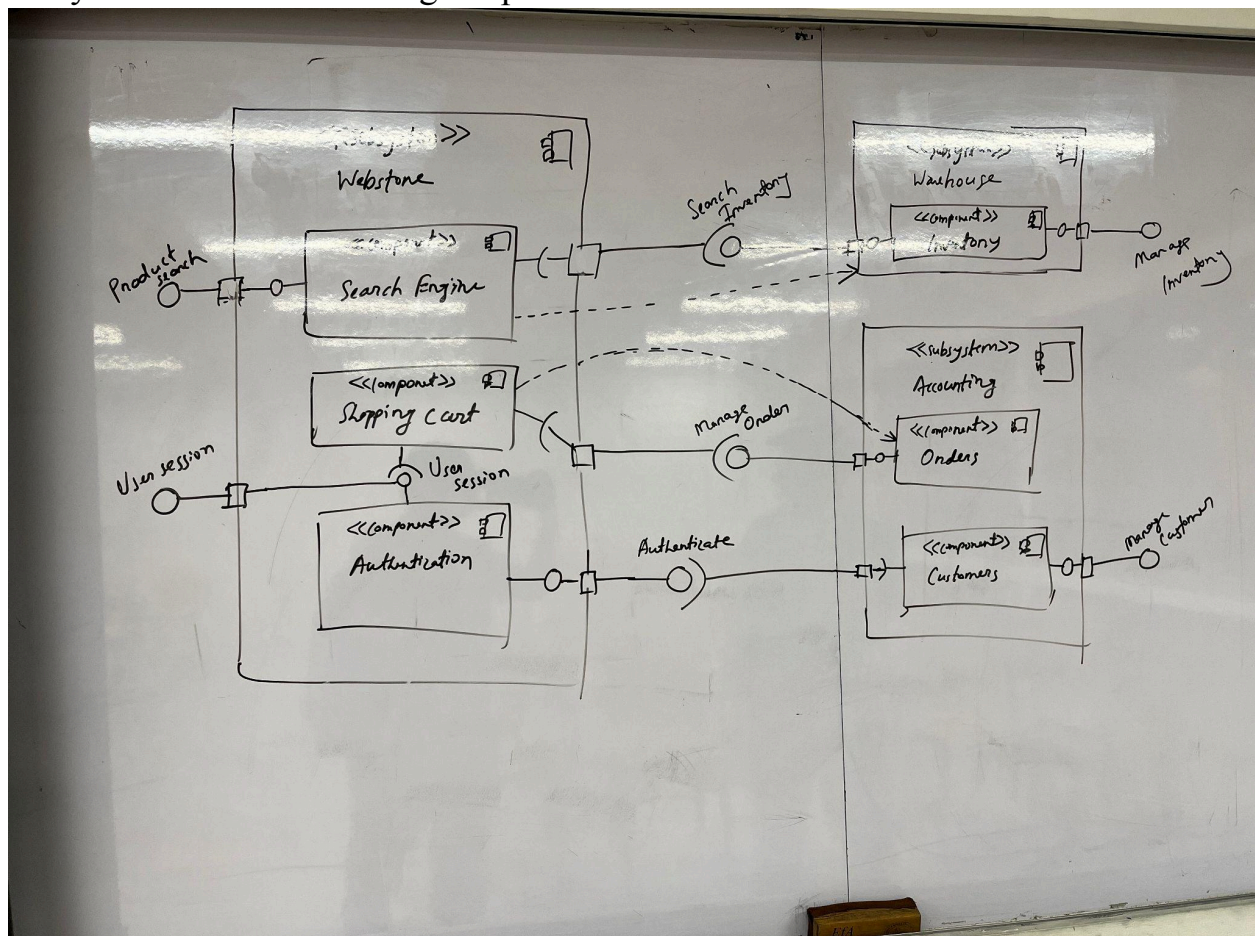 <<subsystem>>
Webstone
Product
search
<<component>>
Search Engine
Search
Inventory
<<subsystem>>
Warehouse
<<component>>
Inventory
Manage
Inventory
<<component>>
Shopping Cart
Manage
Order
<<subsystem>>
Accounting
<<component>>
Orders
User session
User
session
<<component>>
Authentication
Authenticate
<<component>>
Customers
Manage
Customer